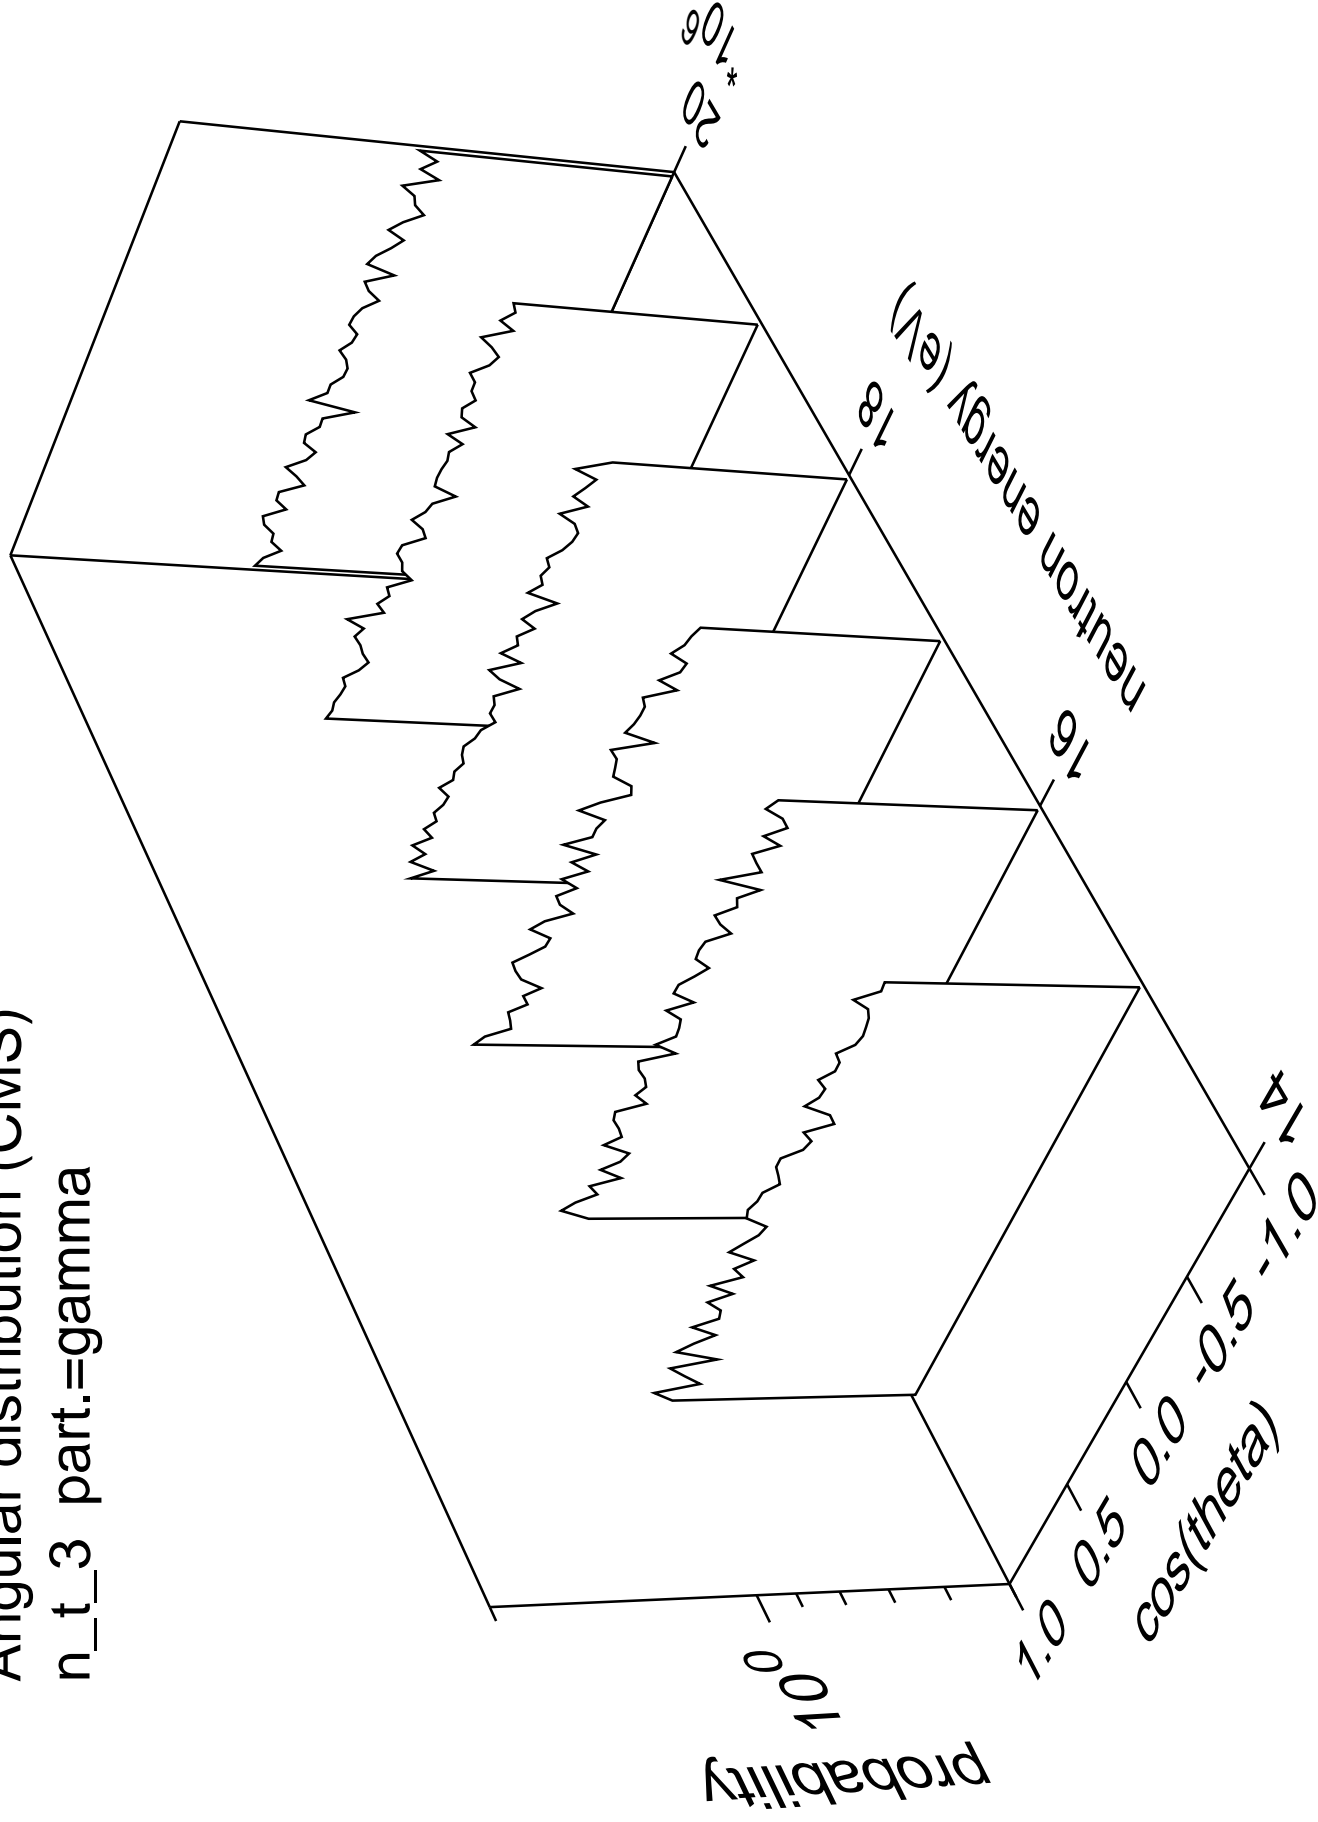 Angular distribution (CMS)
n_t_3 part.=gamma
probability
10^0
1.0
0.5
0.0
-0.5
-1.0
cos(theta)
14
16
18
20
*10^6
neutron energy (eV)